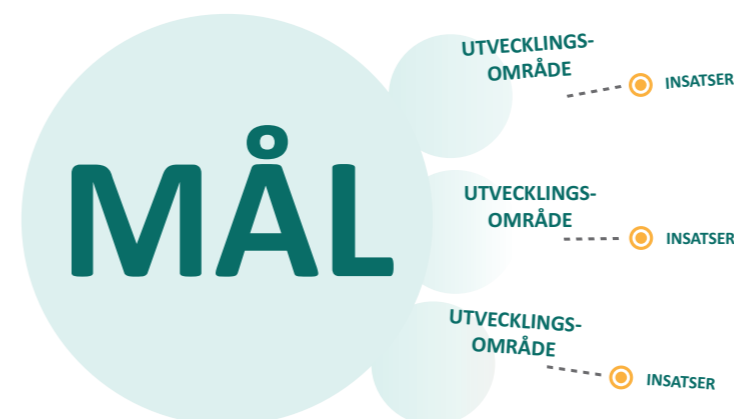 MÅL
UTVECKLINGS-
OMRÅDE
INSATSER
UTVECKLINGS-
OMRÅDE
INSATSER
UTVECKLINGS-
OMRÅDE
INSATSER